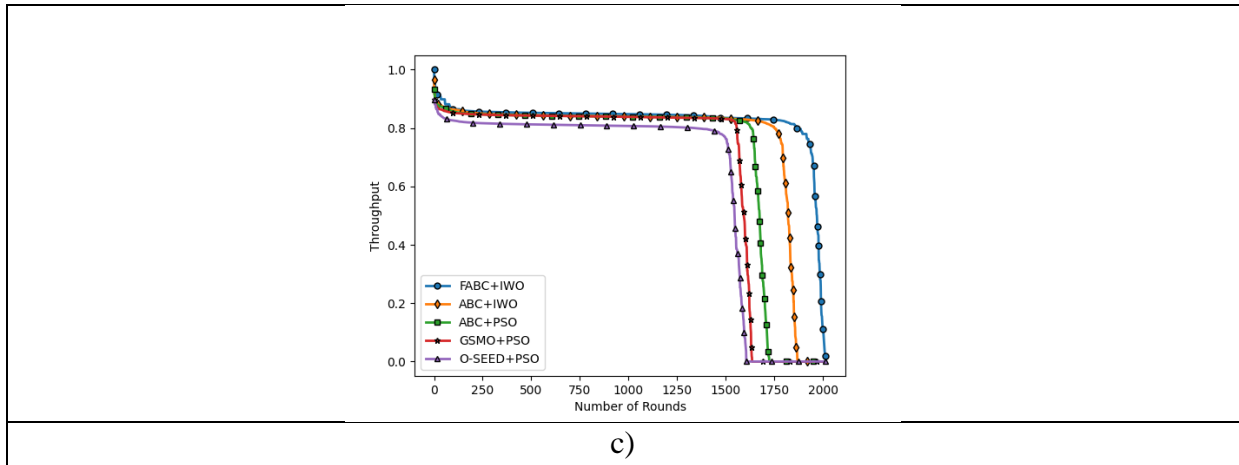 1.0
0.8
0.6
0.4
0.2
0.0
Throughput
FABC+IWO
ABC+IWO
ABC+PSO
GSMO+PSO
O-SEED+PSO
0 250 500 750 1000 1250 1500 1750 2000
Number of Rounds
c)